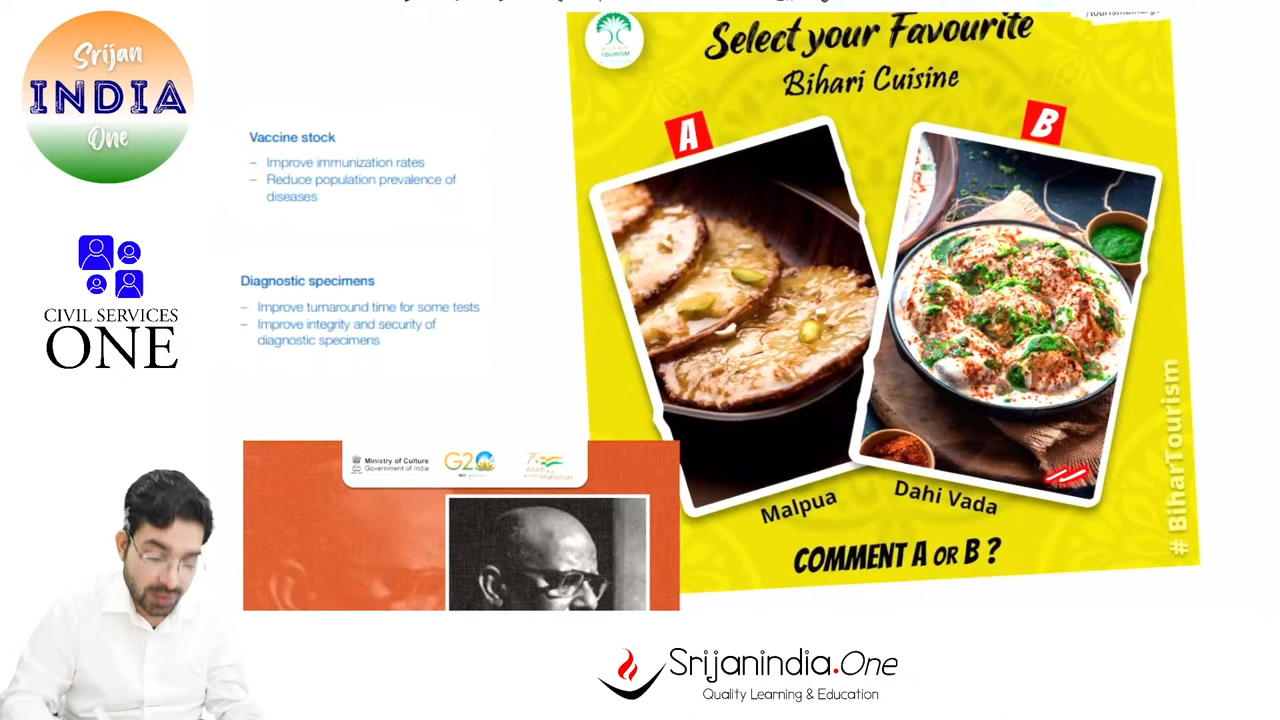 Srijan
INDIA
One
CIVIL SERVICES
ONE
Vaccine stock
– Improve immunization rates
– Reduce population prevalence of
diseases
Diagnostic specimens
– Improve turnaround time for some tests
– Improve integrity and security of
diagnostic specimens
Ministry of Culture
Government of India
G20
BIHAR
TOURISM
Select your Favourite
Bihari Cuisine
A
B
Malpua
Dahi Vada
COMMENT A OR B ?
# BiharTourism
Srijanindia.One
Quality Learning & Education